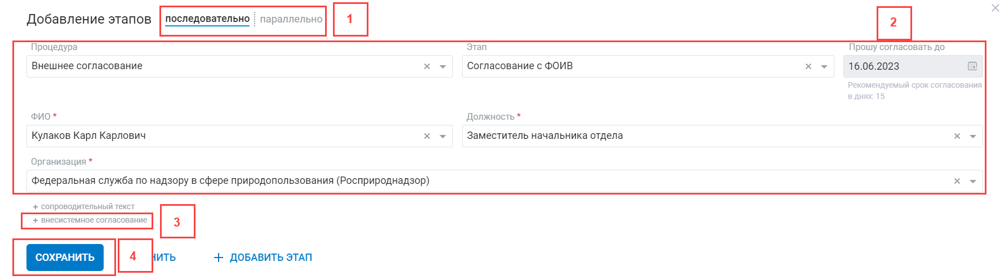 Добавление этапов последовательно параллельно 1
2
Процедура Этап Прошу согласовать до
Внешнее согласование Согласование с ФОИВ 16.06.2023
Рекомендуемый срок согласования
в днях: 15
ФИО * Должность *
Кулаков Карл Карлович Заместитель начальника отдела
Организация *
Федеральная служба по надзору в сфере природопользования (Росприроднадзор)
+ сопроводительный текст
+ внесистемное согласование 3
СОХРАНИТЬ 4 НИТЬ + ДОБАВИТЬ ЭТАП